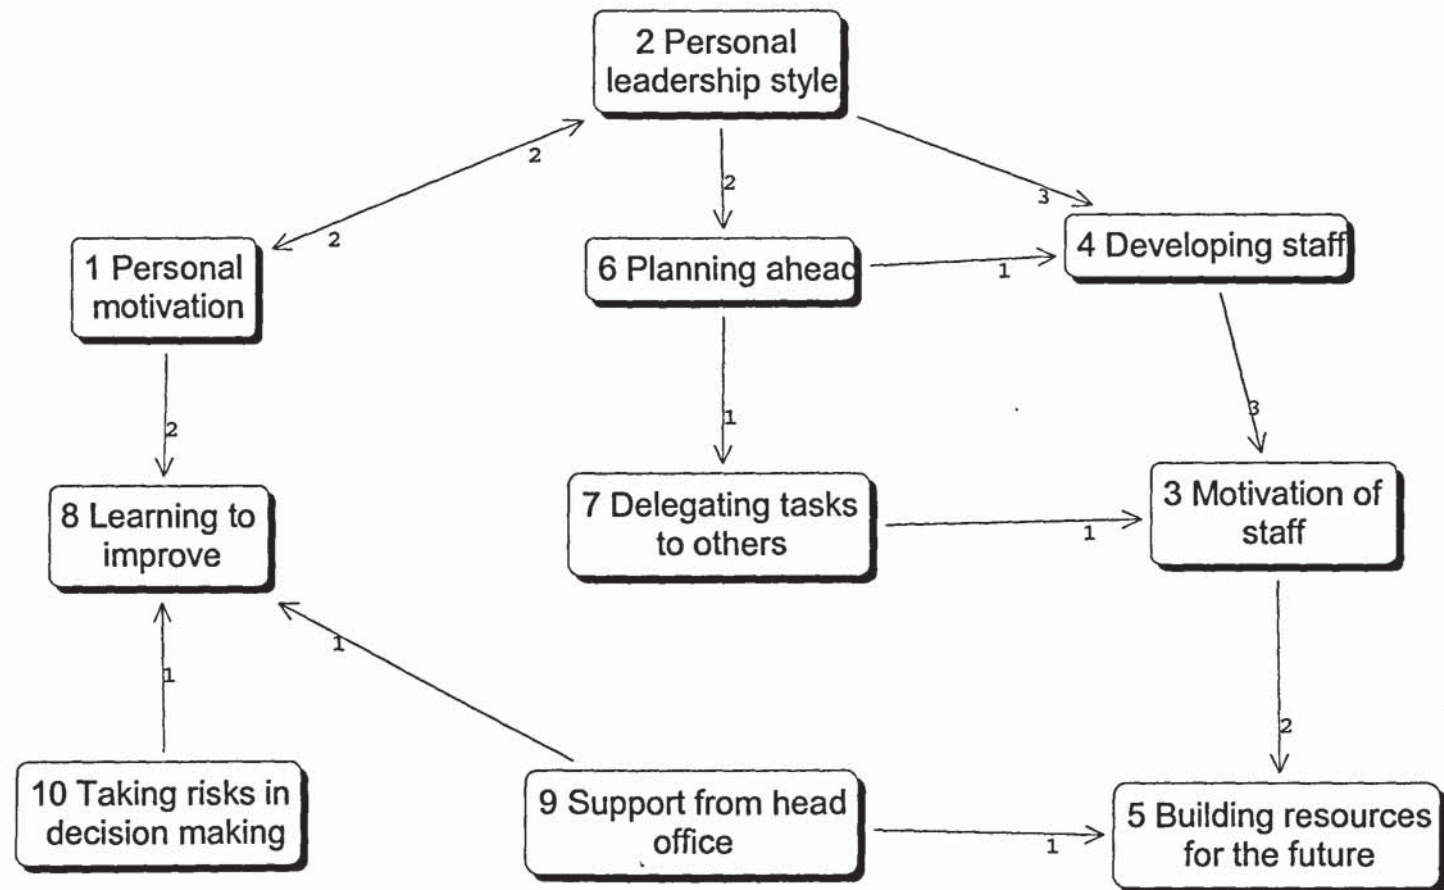 2 Personal
leadership style
2
2
2
3
1 Personal
motivation
6 Planning ahead
1
4 Developing staff
2
1
3
8 Learning to
improve
7 Delegating tasks
to others
1
3 Motivation of
staff
1
1
2
10 Taking risks in
decision making
9 Support from head
office
1
5 Building resources
for the future